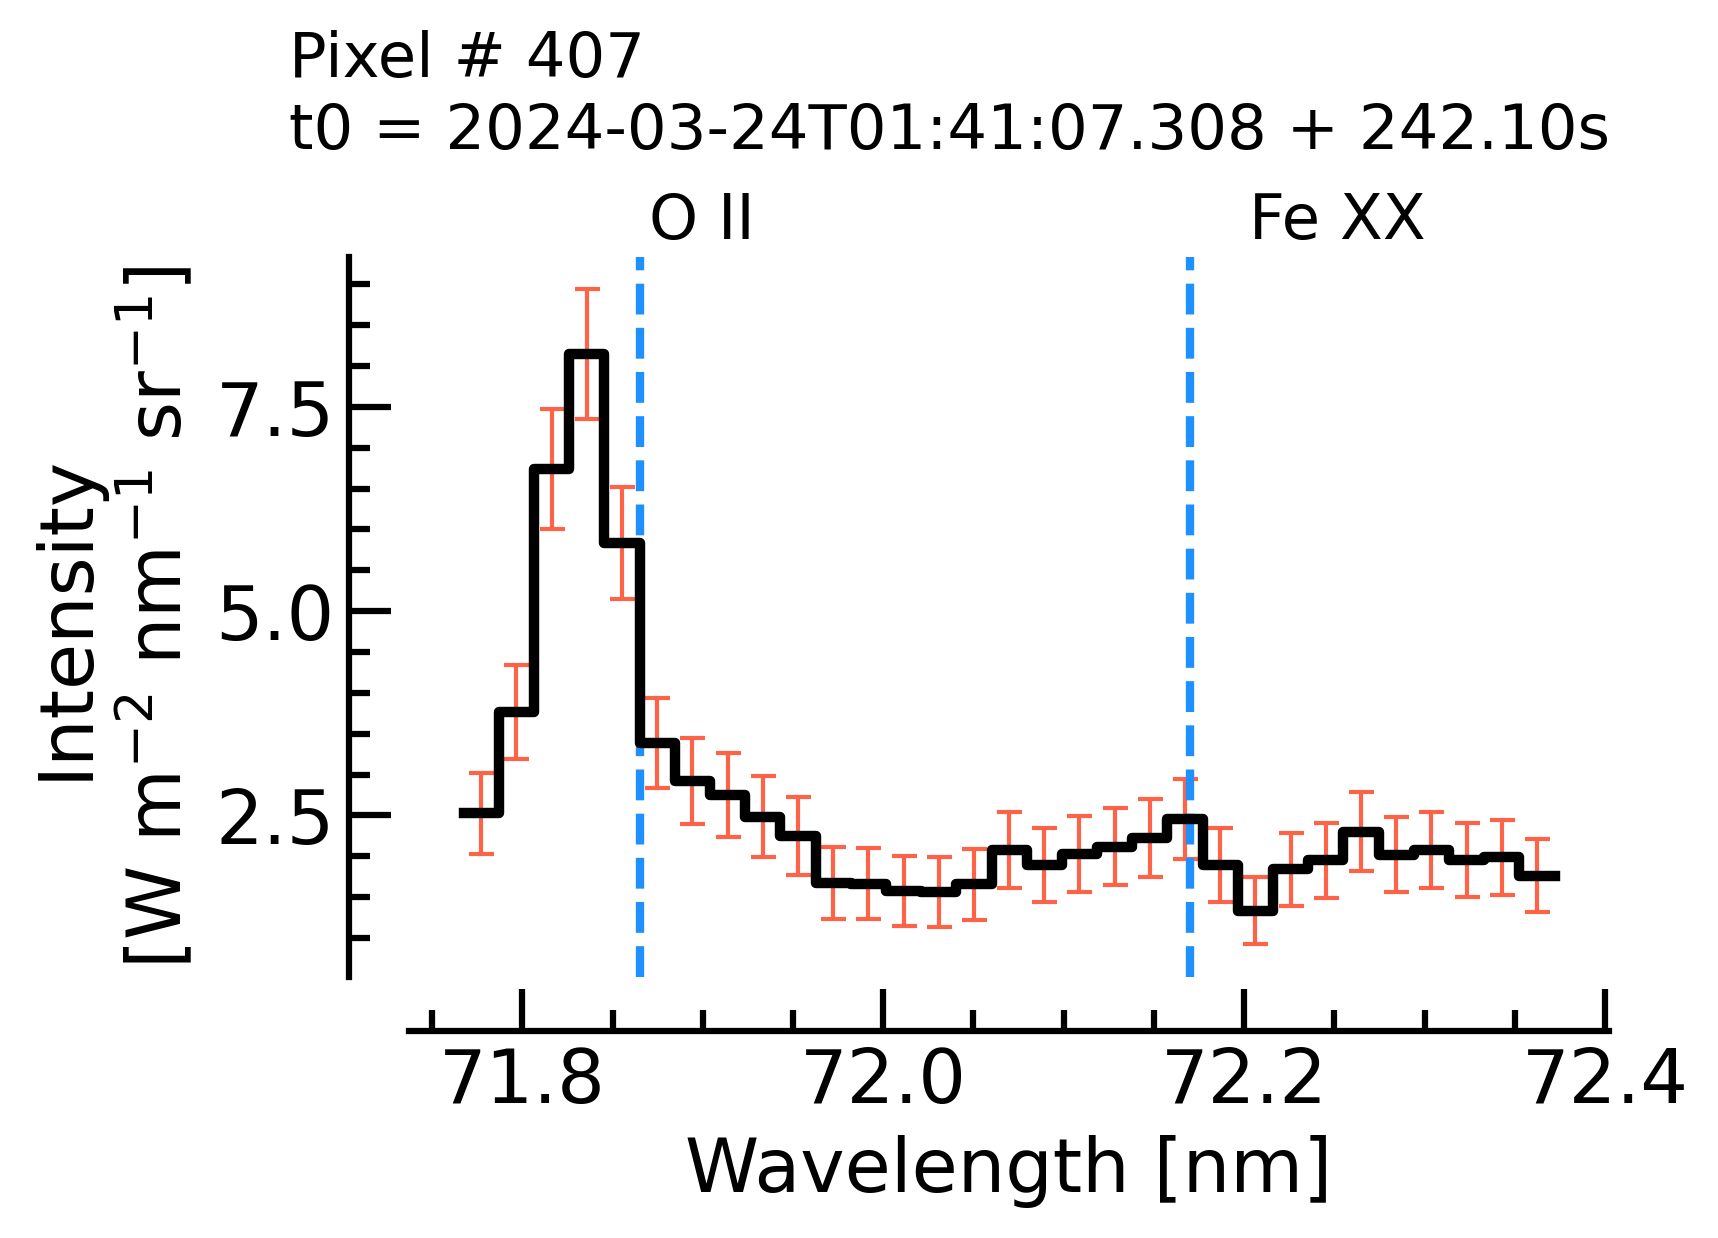 Pixel # 407
t0 = 2024-03-24T01:41:07.308 + 242.10s
O II
Fe XX
Intensity
[W m⁻² nm⁻¹ sr⁻¹]
7.5
5.0
2.5
71.8
72.0
72.2
72.4
Wavelength [nm]